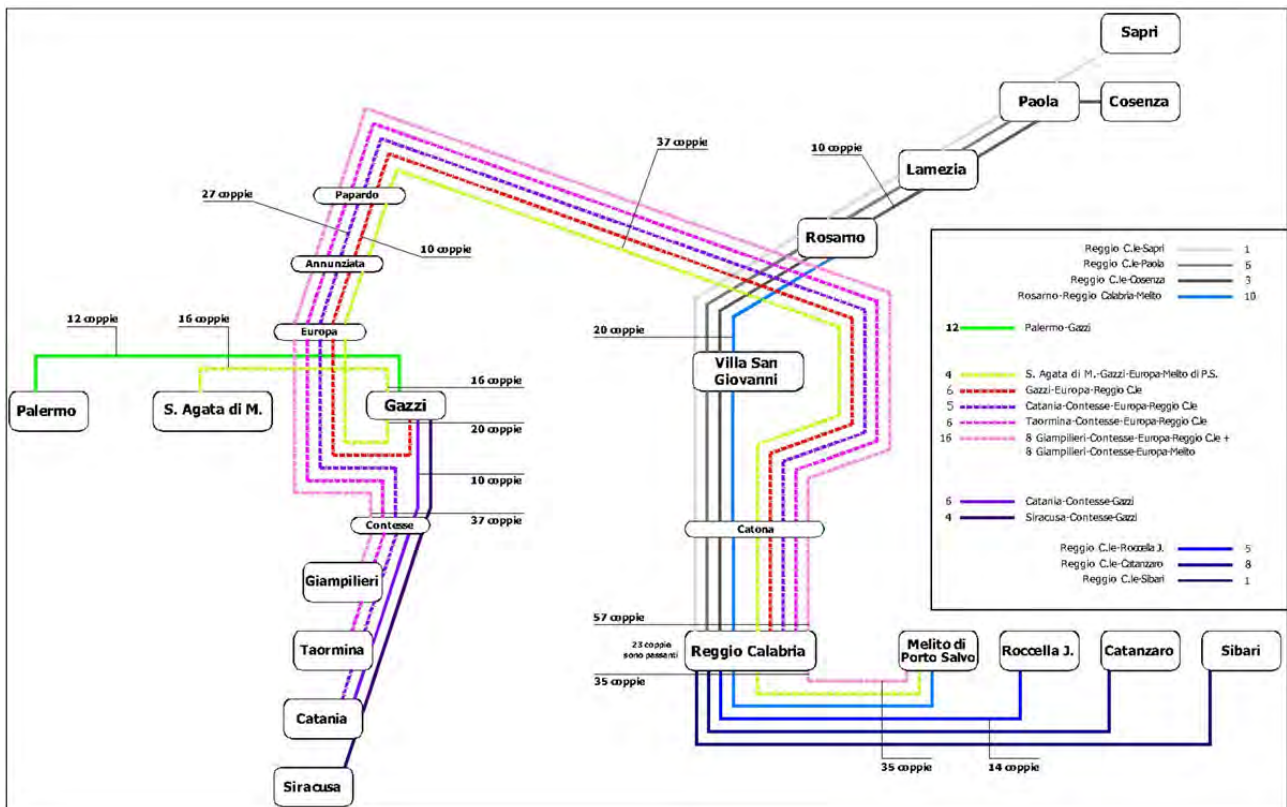 Sapri
Paola
Cosenza
37 coppie
10 coppie
Lamezia
27 coppie
Papardo
10 coppie
Rosarno
Annunziata
12 coppie
16 coppie
Europa
20 coppie
Villa San
Giovanni
16 coppie
Palermo
S. Agata di M.
Gazzi
20 coppie
10 coppie
37 coppie
Contesse
Catona
Giampilieri
57 coppie
23 coppie
sono passanti
Reggio Calabria
35 coppie
Melito di
Porto Salvo
Roccella J.
Catanzaro
Sibari
Taormina
Catania
Siracusa
35 coppie
14 coppie
Reggio C.le-Sapri 1
Reggio C.le-Paola 6
Reggio C.le-Cosenza 3
Rosarno-Reggio Calabria-Melito 10
12 Palermo-Gazzi
4 S. Agata di M.-Gazzi-Europa-Melto di P.S.
6 Gazzi-Europa-Reggio C.le
5 Catania-Contesse-Europa-Reggio C.le
6 Taormina-Contesse-Europa-Reggio C.le
16 8 Giampilieri-Contesse-Europa-Reggio C.le +
8 Giampilieri-Contesse-Europa-Melto
6 Catania-Contesse-Gazzi
4 Siracusa-Contesse-Gazzi
Reggio C.le-Roccella J. 5
Reggio C.le-Catanzaro 8
Reggio C.le-Sibari 1